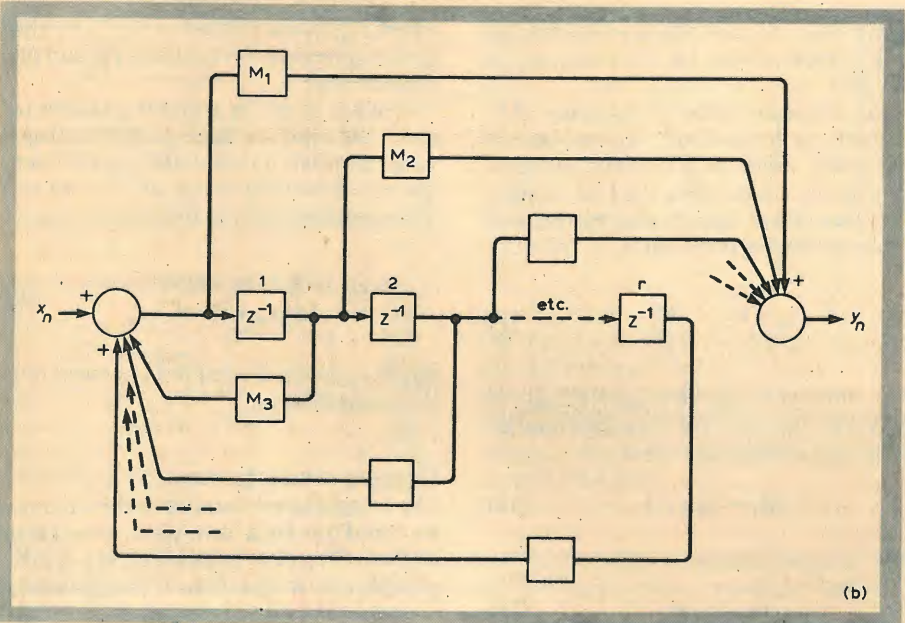 M₁
M₂
1
2
etc.
r
xₙ
+
z⁻¹
z⁻¹
z⁻¹
+
yₙ
+
M₃
(b)